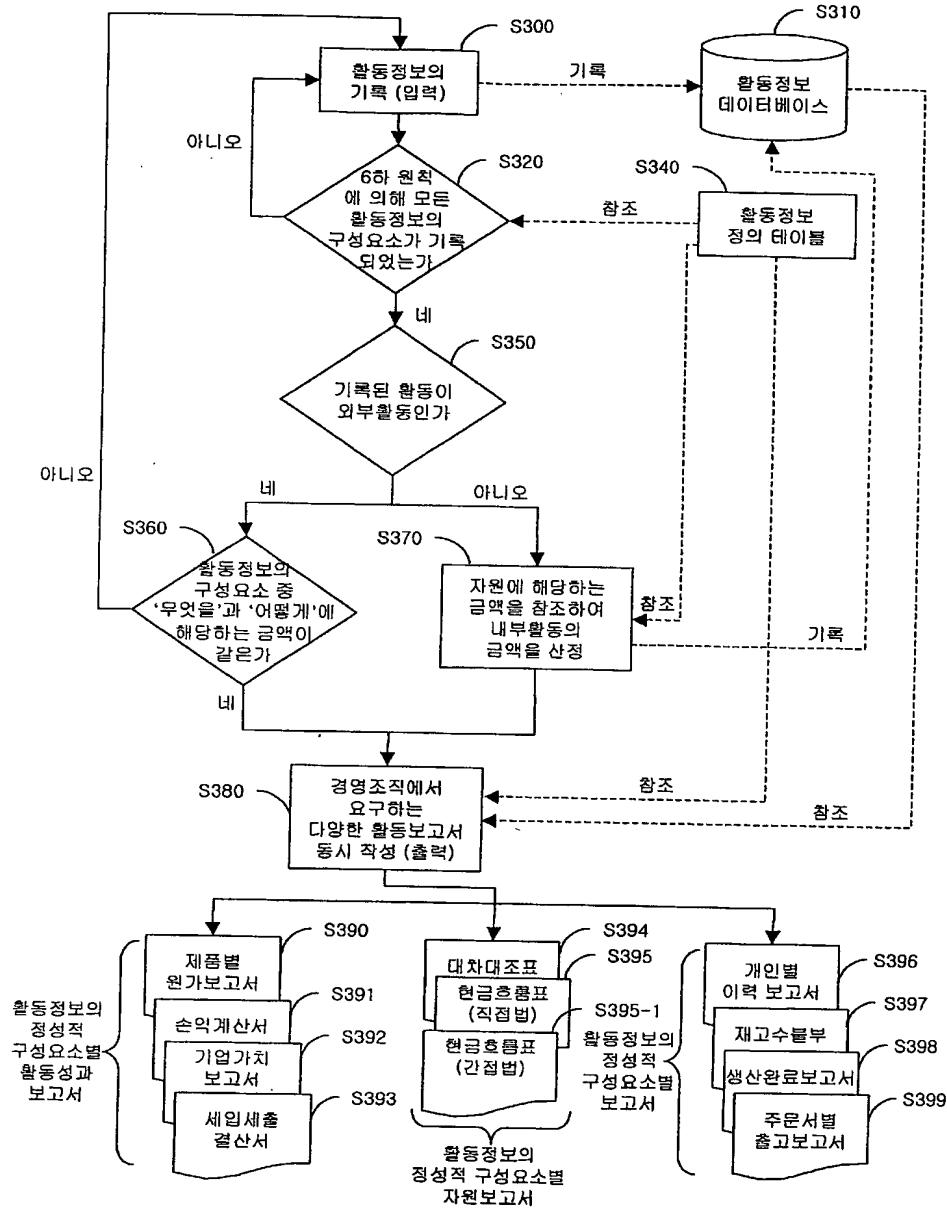 S300
활동정보의
기록 (입력)
기록
S310
활동정보
데이터베이스
아니오
S320
6하 원칙
에 의해 모든
활동정보의
구성요소가 기록
되었는가
참조
S340
활동정보
정의 테이블
네
S350
기록된 활동이
외부활동인가
아니오
네
아니오
S360
활동정보의
구성요소 중
'무엇을'과 '어떻게'에
해당하는 금액이
같은가
S370
자원에 해당하는
금액을 참조하여
내부활동의
금액을 산정
참조
기록
네
S380
경영조직에서
요구하는
다양한 활동보고서
동시 작성 (출력)
참조
참조
활동정보의
정성적
구성요소별
활동성과
보고서
S390
제품별
원가보고서
S391
손익계산서
S392
기업가치
보고서
S393
세입세출
결산서
S394
대차대조표
S395
현금흐름표
(직접법)
S395-1
현금흐름표
(간접법)
활동정보의
정성적 구성요소별
자원보고서
활동정보의
정성적
구성요소별
보고서
S396
개인별
이력 보고서
S397
재고수불부
S398
생산완료보고서
S399
주문서별
출고보고서